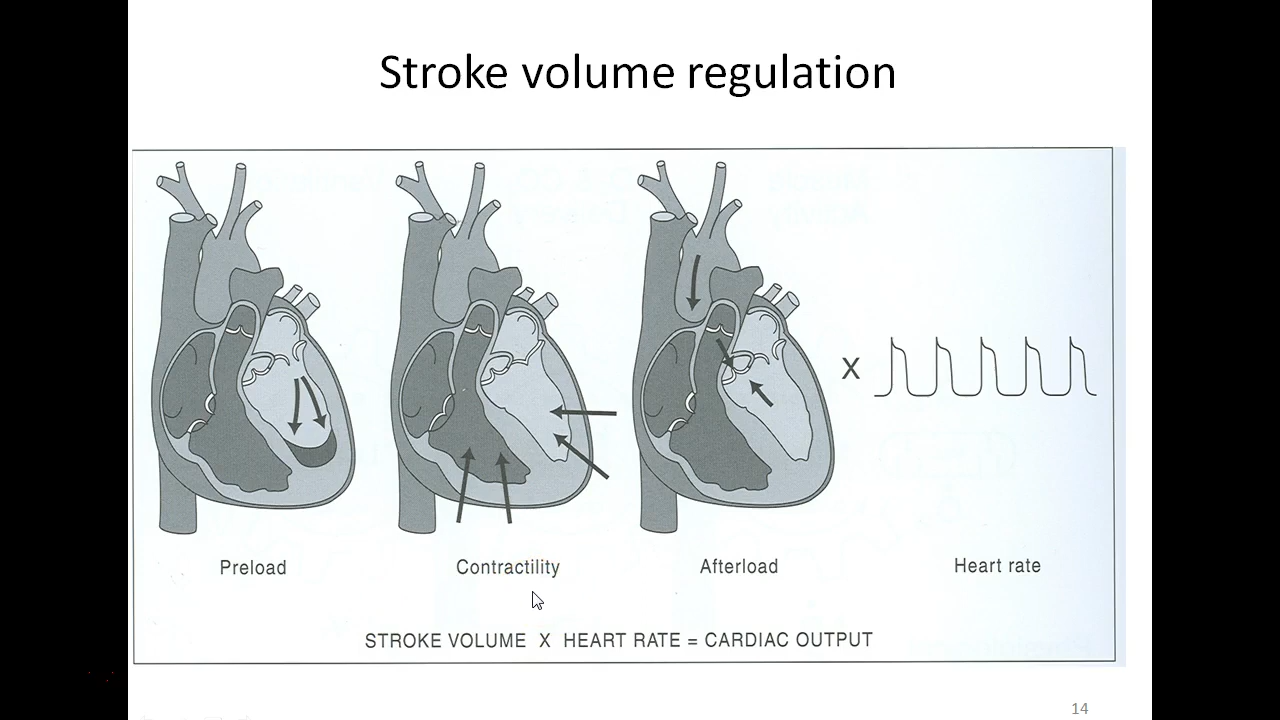 Stroke volume regulation
X
Preload
Contractility
Afterload
Heart rate
STROKE VOLUME X HEART RATE = CARDIAC OUTPUT
14